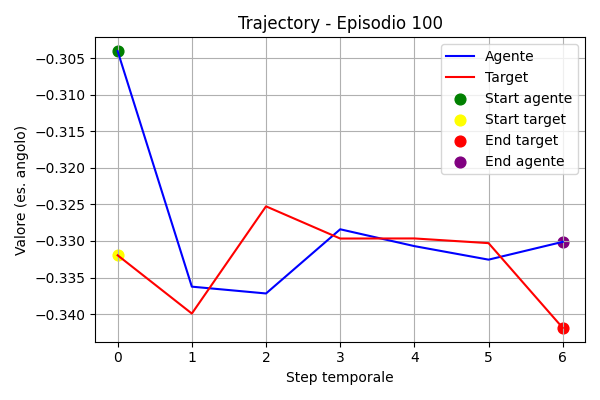 Trajectory - Episodio 100
Agente
Target
Start agente
Start target
End target
End agente
Valore (es. angolo)
−0.305
−0.310
−0.315
−0.320
−0.325
−0.330
−0.335
−0.340
0 1 2 3 4 5 6
Step temporale